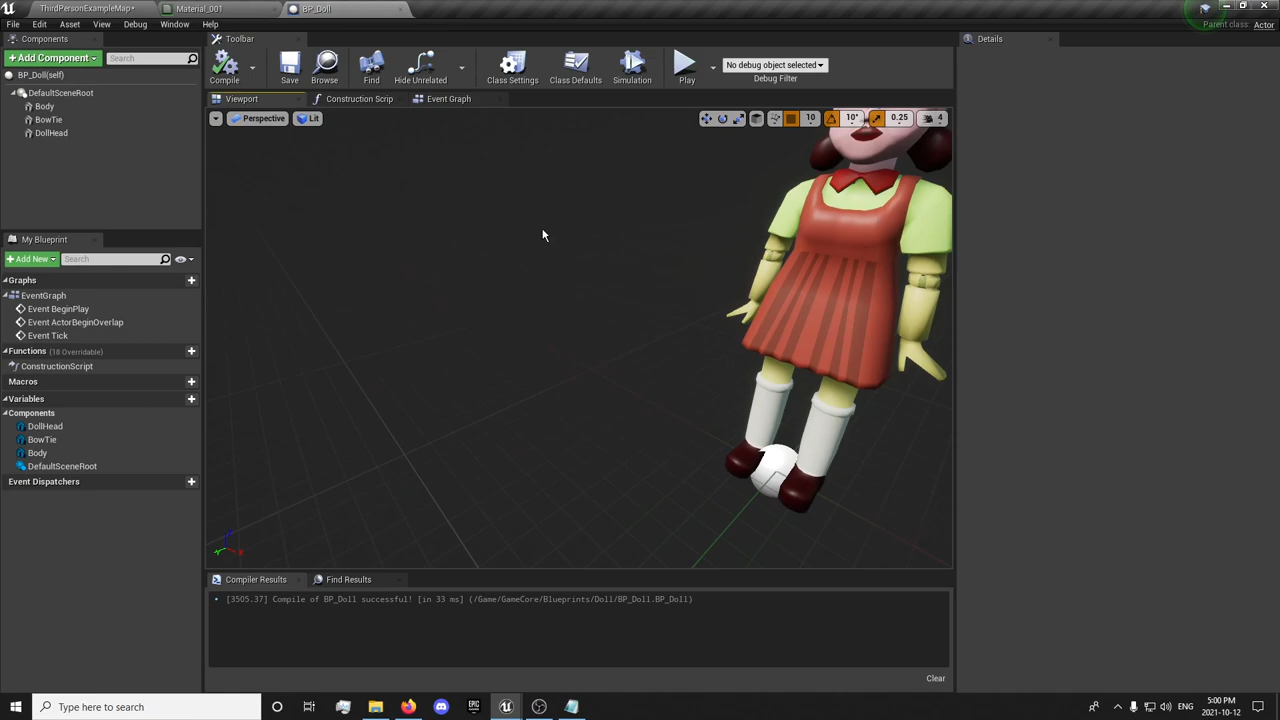 ThirdPersonExampleMap*
Material_001
BP_Doll
File Edit Asset View Debug Window Help
Parent class: Actor
Components
Toolbar
Details
+Add Component
Search
BP_Doll(self)
DefaultSceneRoot
Body
BowTie
DollHead
Compile
Save
Browse
Find
Hide Unrelated
Class Settings
Class Defaults
Simulation
Play
No debug object selected
Debug Filter
Viewport
Construction Scrip
Event Graph
Perspective
Lit
10
10°
0.25
4
My Blueprint
+Add New
Search
Graphs
EventGraph
Event BeginPlay
Event ActorBeginOverlap
Event Tick
Functions (18 Overridable)
ConstructionScript
Macros
Variables
Components
DollHead
BowTie
Body
DefaultSceneRoot
Event Dispatchers
Compiler Results
Find Results
[3505.37] Compile of BP_Doll successful! [in 33 ms] (/Game/GameCore/Blueprints/Doll/BP_Doll.BP_Doll)
Clear
Type here to search
5:00 PM
2021-10-12